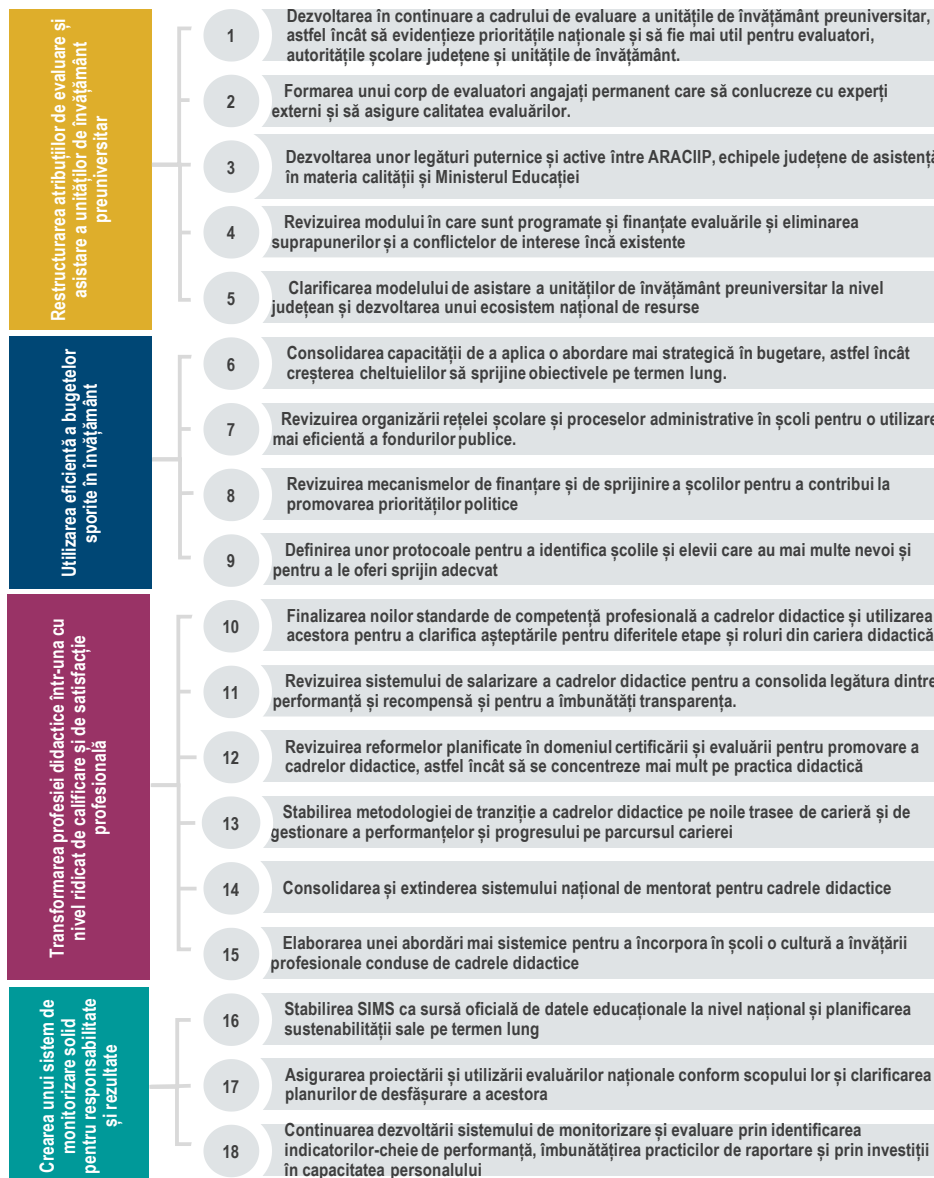 Restructurarea atribuțiilor de evaluare și
asistare a unităților de învățământ
preuniversitar
1
Dezvoltarea în continuare a cadrului de evaluare a unităților de învățământ preuniversitar,
astfel încât să evidențieze prioritățile naționale și să fie mai util pentru evaluatori,
autoritățile școlare județene și unitățile de învățământ.
2
Formarea unui corp de evaluatori angajați permanent care să conlucreze cu experți
externi și să asigure calitatea evaluărilor.
3
Dezvoltarea unor legături puternice și active între ARACIIP, echipele județene de asistență
în materia calității și Ministerul Educației
4
Revizuirea modului în care sunt programate și finanțate evaluările și eliminarea
suprapunerilor și a conflictelor de interese încă existente
5
Clarificarea modelului de asistare a unităților de învățământ preuniversitar la nivel
județean și dezvoltarea unui ecosistem național de resurse
Utilizarea eficientă a bugetelor
sporite în învățământ
6
Consolidarea capacității de a aplica o abordare mai strategică în bugetare, astfel încât
creșterea cheltuielilor să sprijine obiectivele pe termen lung.
7
Revizuirea organizării rețelei școlare și proceselor administrative în școli pentru o utilizare
mai eficientă a fondurilor publice.
8
Revizuirea mecanismelor de finanțare și de sprijinire a școlilor pentru a contribui la
promovarea priorităților politice
9
Definirea unor protocoale pentru a identifica școlile și elevii care au mai multe nevoi și
pentru a le oferi sprijin adecvat
Transformarea profesiei didactice într-una cu
nivel ridicat de calificare și de satisfacție
profesională
10
Finalizarea noilor standarde de competență profesională a cadrelor didactice și utilizarea
acestora pentru a clarifica așteptările pentru diferitele etape și roluri din cariera didactică
11
Revizuirea sistemului de salarizare a cadrelor didactice pentru a consolida legătura dintre
performanță și recompensă și pentru a îmbunătăți transparența.
12
Revizuirea reformelor planificate în domeniul certificării și evaluării pentru promovare a
cadrelor didactice, astfel încât să se concentreze mai mult pe practica didactică
13
Stabilirea metodologiei de tranziție a cadrelor didactice pe noile trasee de carieră și de
gestionare a performanțelor și progresului pe parcursul carierei
14
Consolidarea și extinderea sistemului național de mentorat pentru cadrele didactice
15
Elaborarea unei abordări mai sistemice pentru a încorpora în școli o cultură a învățării
profesionale conduse de cadrele didactice
Crearea unui sistem de
monitorizare solid
pentru responsabilitate
și rezultate
16
Stabilirea SIMS ca sursă oficială de datele educaționale la nivel național și planificarea
sustenabilității sale pe termen lung
17
Asigurarea proiectării și utilizării evaluărilor naționale conform scopului lor și clarificarea
planurilor de desfășurare a acestora
18
Continuarea dezvoltării sistemului de monitorizare și evaluare prin identificarea
indicatorilor-cheie de performanță, îmbunătățirea practicilor de raportare și prin investiții
în capacitatea personalului